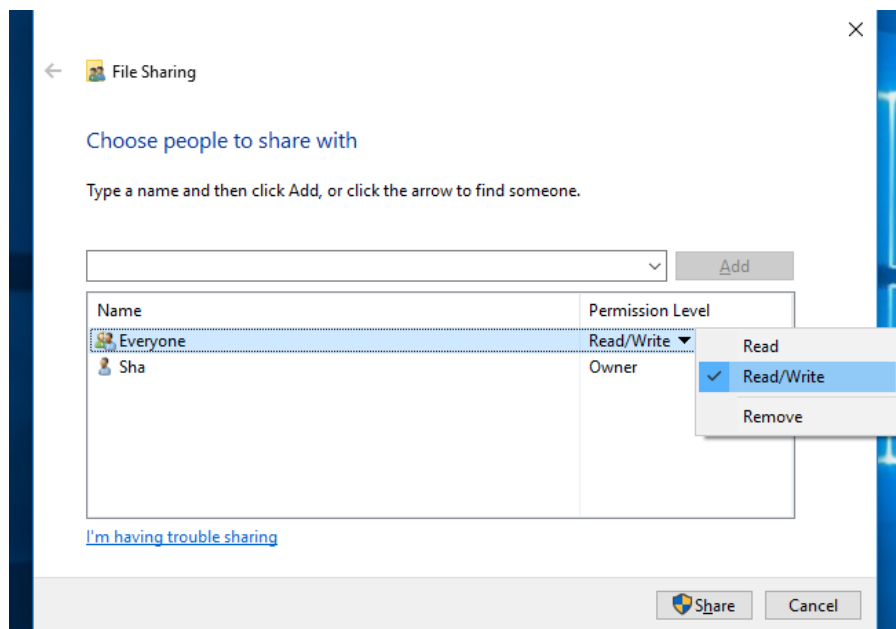 File Sharing
Choose people to share with
Type a name and then click Add, or click the arrow to find someone.
Add
Name Permission Level
Everyone Read/Write
Sha Owner
Read
Read/Write
Remove
I'm having trouble sharing
Share Cancel